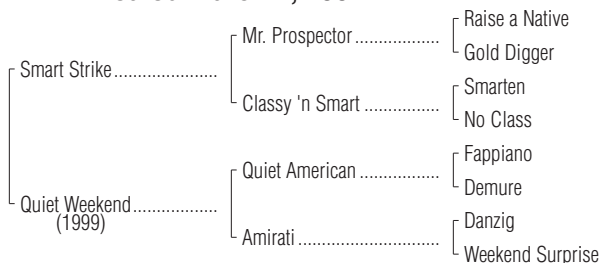 Raise a Native
Mr. Prospector ..................
Gold Digger
Smart Strike .....................
Smarten
Classy 'n Smart ................
No Class
Fappiano
Quiet American .................
Demure
Quiet Weekend .................
(1999)
Danzig
Amirati .............................
Weekend Surprise